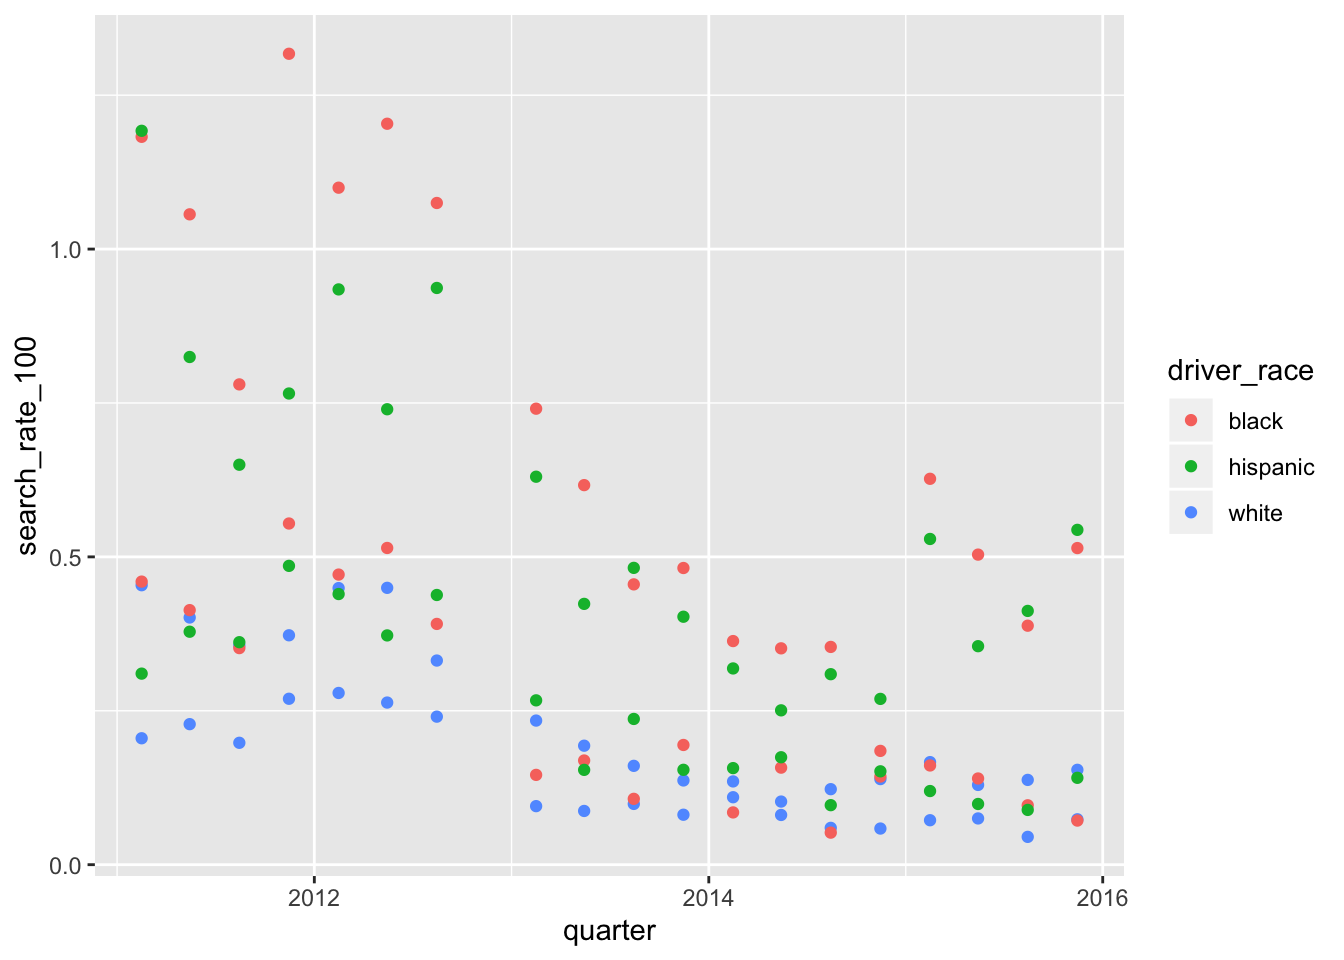 search_rate_100
1.0
0.5
0.0
2012
2014
2016
quarter
driver_race
black
hispanic
white